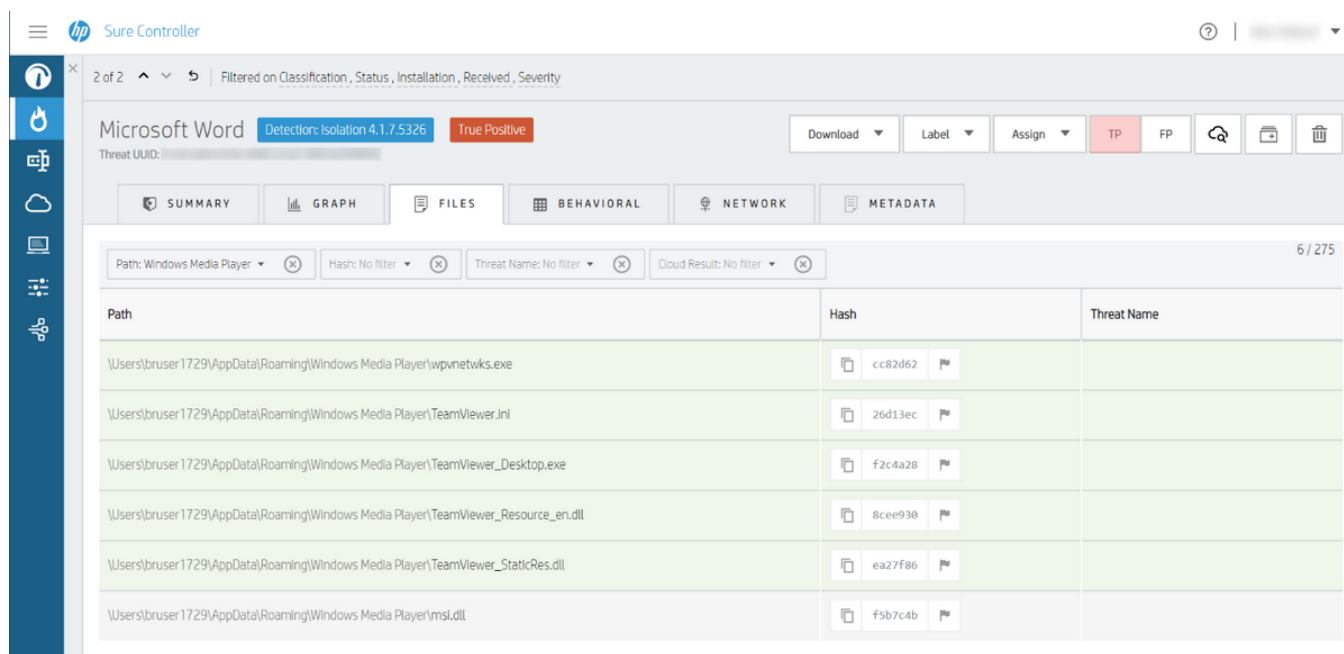 hp Sure Controller
2 of 2 Filtered on Classification , Status , Installation , Received , Severity
Microsoft Word Detection: Isolation 4.1.7.5326 True Positive Download Label Assign TP FP
Threat UUID:
SUMMARY GRAPH FILES BEHAVIORAL NETWORK METADATA
6 / 275
Path: Windows Media Player Hash: No filter Threat Name: No filter Cloud Result: No filter
Path Hash Threat Name
\Users\bruser1729\AppData\Roaming\Windows Media Player\wpvnetwks.exe cc82d62
\Users\bruser1729\AppData\Roaming\Windows Media Player\TeamViewer.ini 26d13ec
\Users\bruser1729\AppData\Roaming\Windows Media Player\TeamViewer_Desktop.exe f2c4a28
\Users\bruser1729\AppData\Roaming\Windows Media Player\TeamViewer_Resource_en.dll 8cee930
\Users\bruser1729\AppData\Roaming\Windows Media Player\TeamViewer_StaticRes.dll ea27f86
\Users\bruser1729\AppData\Roaming\Windows Media Player\msi.dll f5b7c4b